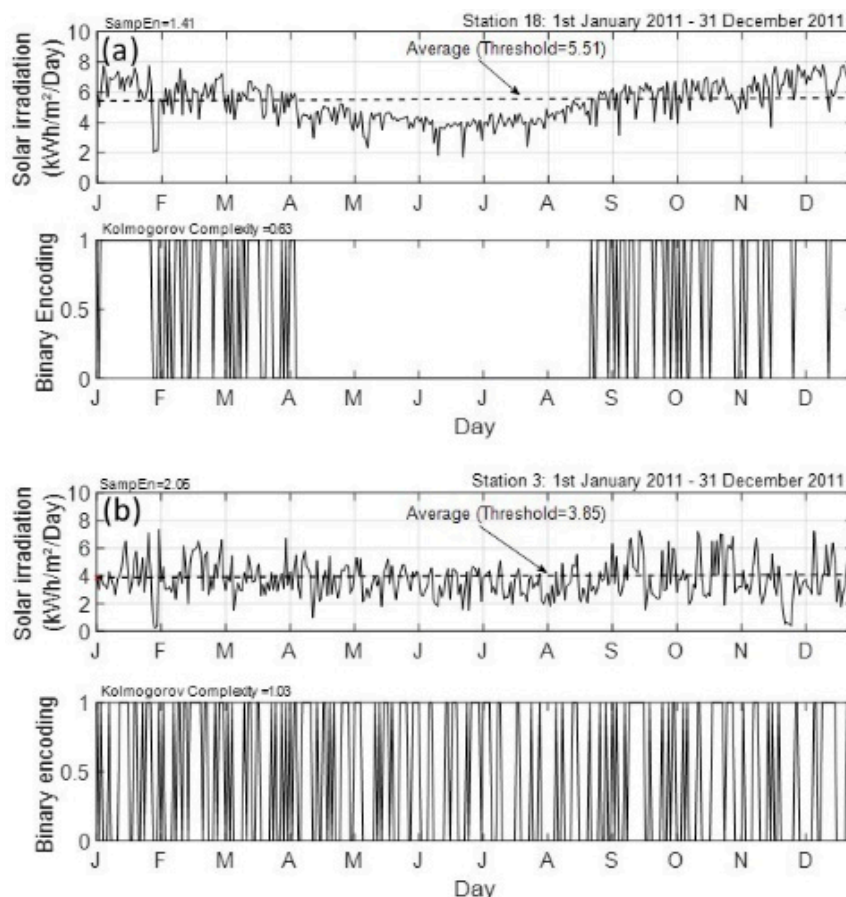 SampEn=1.41
Station 18: 1st January 2011 - 31 December 2011
(a)
Average (Threshold=5.51)
Solar irradiation
(kWh/m²/Day)
10
8
6
4
2
0
J F M A M J J A S O N D
Kolmogorov Complexity =0.63
Binary Encoding
1
0.5
0
J F M A M J J A S O N D
Day
SampEn=2.05
Station 3: 1st January 2011 - 31 December 2011
(b)
Average (Threshold=3.85)
Solar irradiation
(kWh/m²/Day)
10
8
6
4
2
0
J F M A M J J A S O N D
Kolmogorov Complexity =1.03
Binary encoding
1
0.5
0
J F M A M J J A S O N D
Day